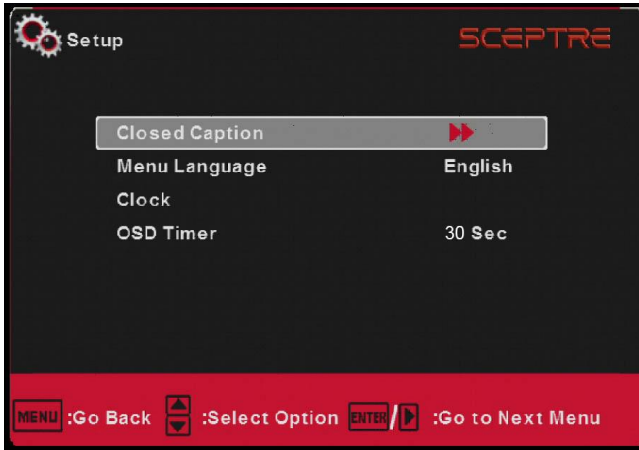 Setup SCEPTRE
Closed Caption
Menu Language English
Clock
OSD Timer 30 Sec
MENU :Go Back :Select Option ENTER/ :Go to Next Menu